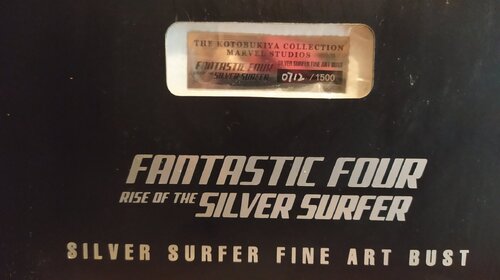 THE KOTOBUKIYA COLLECTION
MARVEL STUDIOS
FANTASTIC FOUR SILVER SURFER FINE ART BUST
SILVER SURFER 0712 / 1500
FANTASTIC FOUR
RISE OF THE SILVER SURFER
SILVER SURFER FINE ART BUST